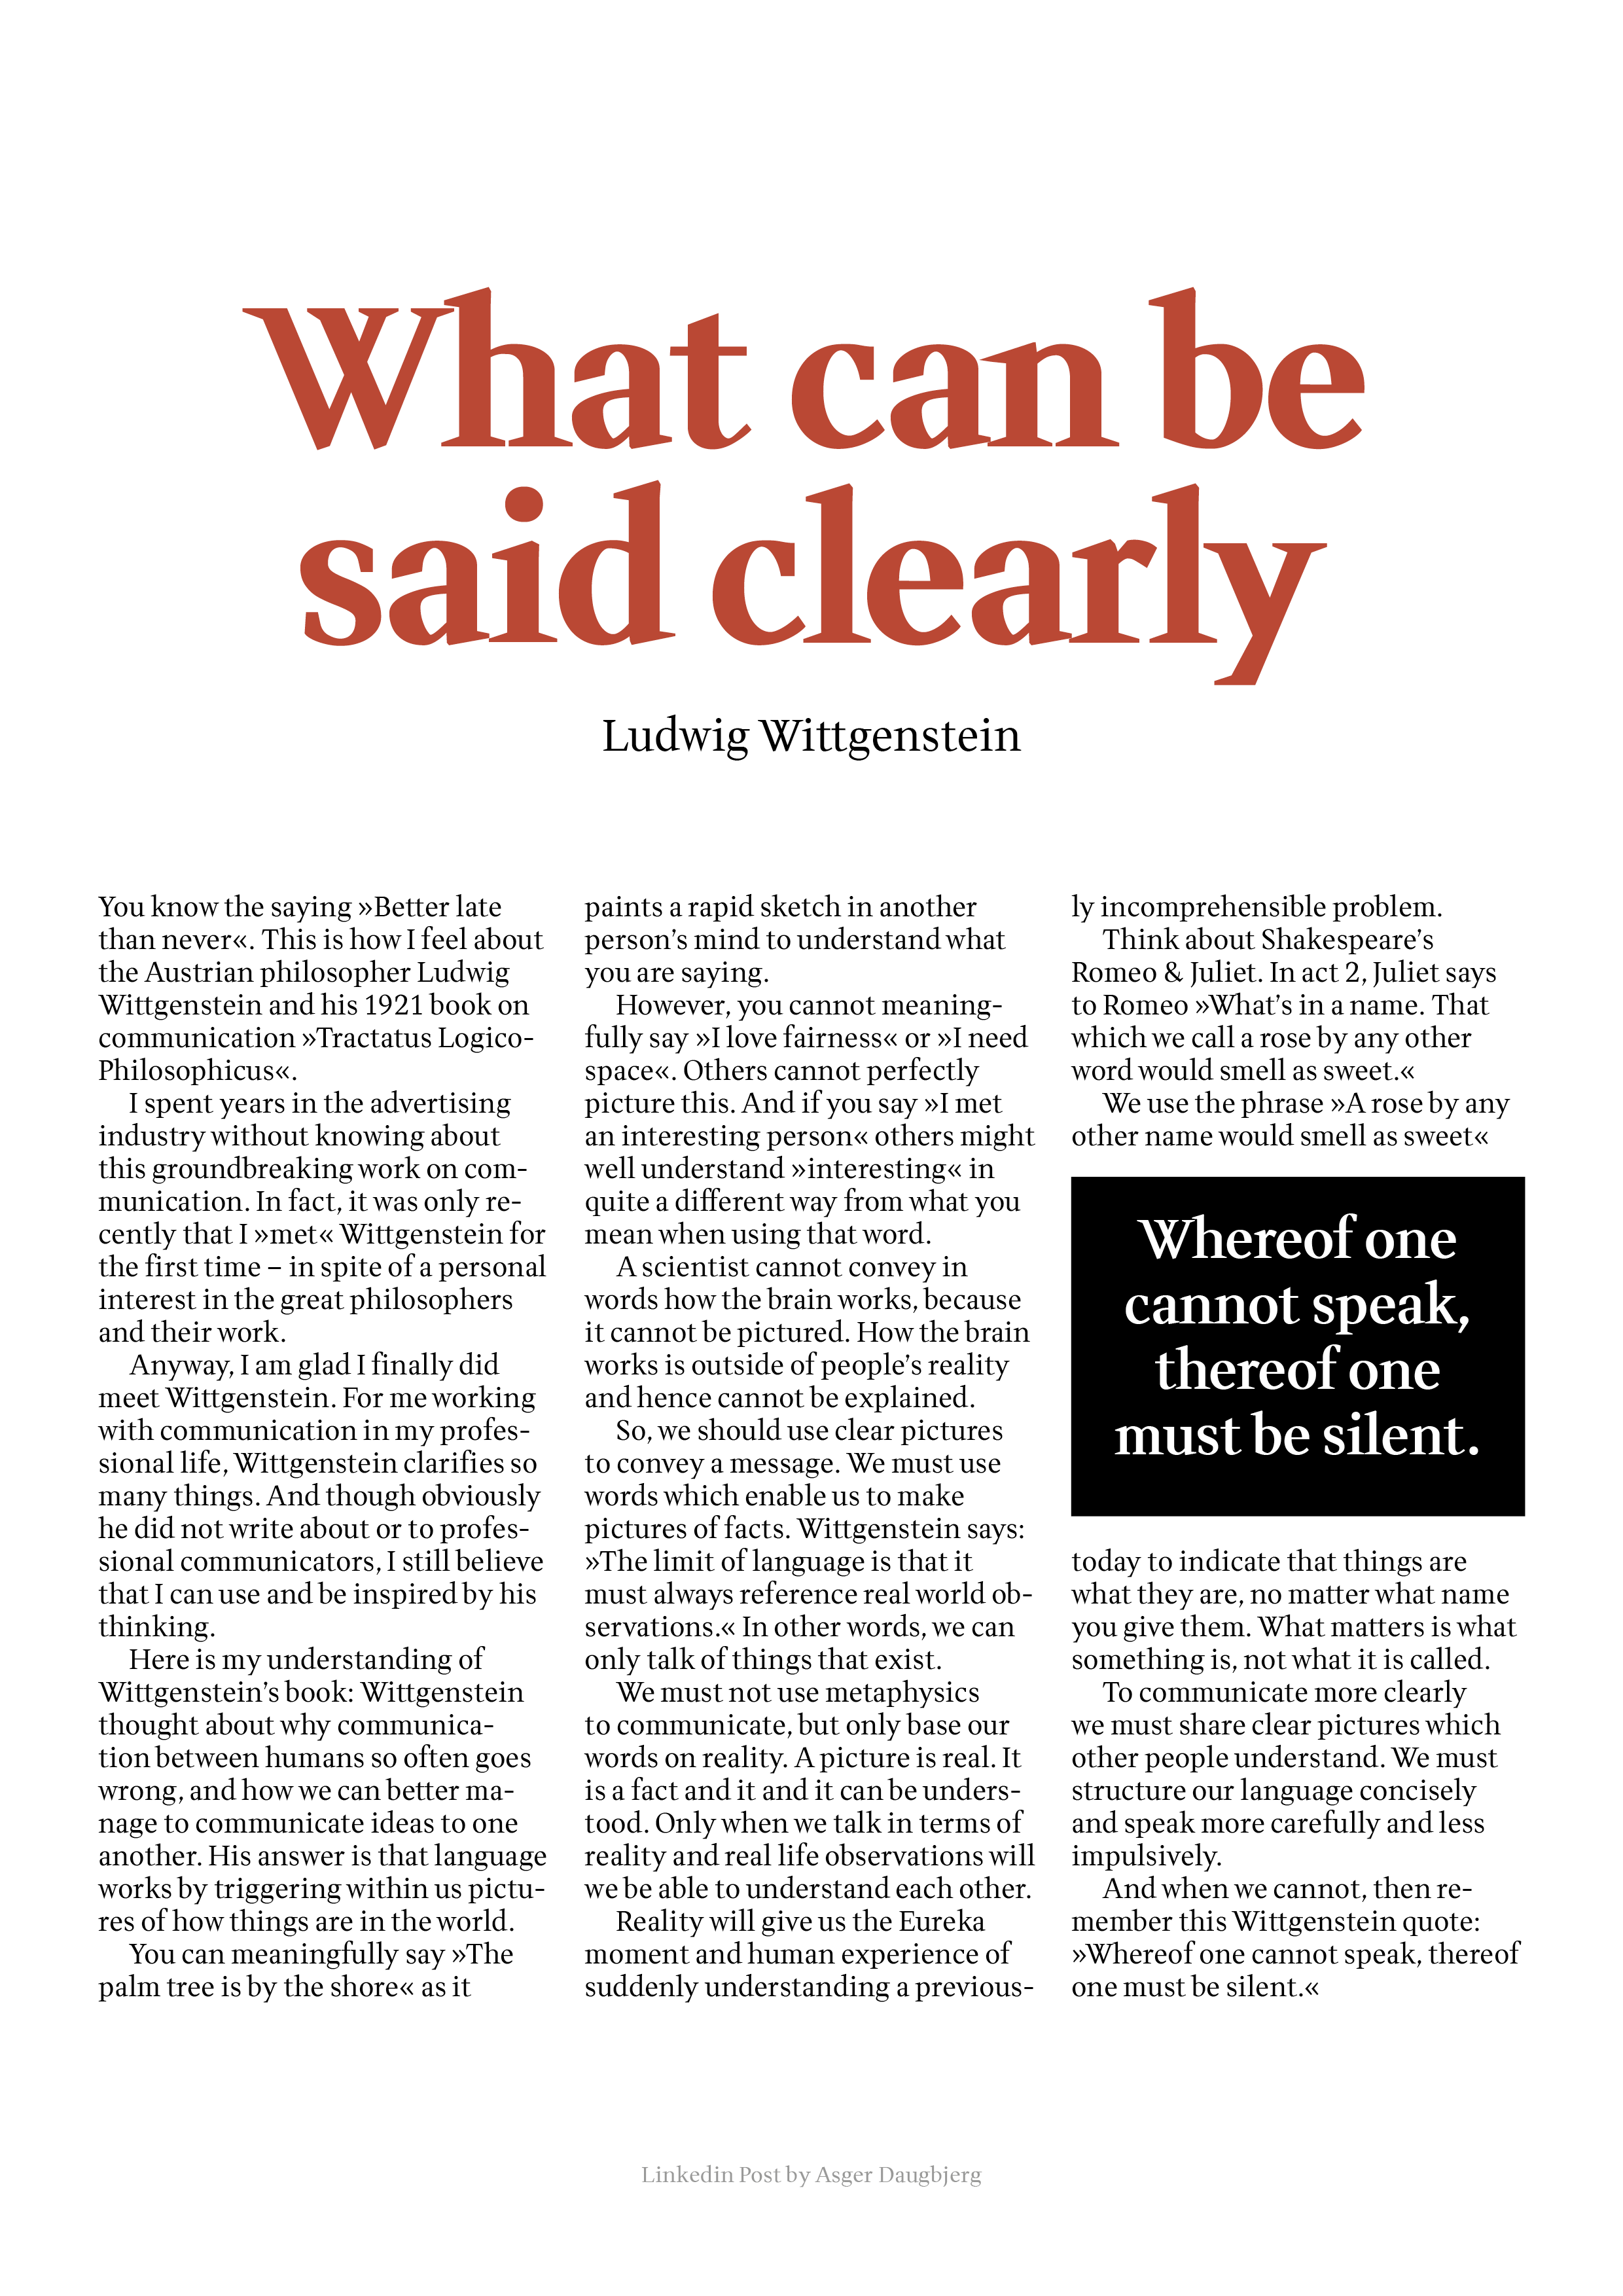 What can be
said clearly
Ludwig Wittgenstein
You know the saying »Better late
than never«. This is how I feel about
the Austrian philosopher Ludwig
Wittgenstein and his 1921 book on
communication »Tractatus Logico-
Philosophicus«.
I spent years in the advertising
industry without knowing about
this groundbreaking work on com-
munication. In fact, it was only re-
cently that I »met« Wittgenstein for
the first time – in spite of a personal
interest in the great philosophers
and their work.
Anyway, I am glad I finally did
meet Wittgenstein. For me working
with communication in my profes-
sional life, Wittgenstein clarifies so
many things. And though obviously
he did not write about or to profes-
sional communicators, I still believe
that I can use and be inspired by his
thinking.
Here is my understanding of
Wittgenstein's book: Wittgenstein
thought about why communica-
tion between humans so often goes
wrong, and how we can better ma-
nage to communicate ideas to one
another. His answer is that language
works by triggering within us pictu-
res of how things are in the world.
You can meaningfully say »The
palm tree is by the shore« as it
paints a rapid sketch in another
person's mind to understand what
you are saying.
However, you cannot meaning-
fully say »I love fairness« or »I need
space«. Others cannot perfectly
picture this. And if you say »I met
an interesting person« others might
well understand »interesting« in
quite a different way from what you
mean when using that word.
A scientist cannot convey in
words how the brain works, because
it cannot be pictured. How the brain
works is outside of people's reality
and hence cannot be explained.
So, we should use clear pictures
to convey a message. We must use
words which enable us to make
pictures of facts. Wittgenstein says:
»The limit of language is that it
must always reference real world ob-
servations.« In other words, we can
only talk of things that exist.
We must not use metaphysics
to communicate, but only base our
words on reality. A picture is real. It
is a fact and it and it can be unders-
tood. Only when we talk in terms of
reality and real life observations will
we be able to understand each other.
Reality will give us the Eureka
moment and human experience of
suddenly understanding a previous-
ly incomprehensible problem.
Think about Shakespeare's
Romeo & Juliet. In act 2, Juliet says
to Romeo »What's in a name. That
which we call a rose by any other
word would smell as sweet.«
We use the phrase »A rose by any
other name would smell as sweet«
Whereof one
cannot speak,
thereof one
must be silent.
today to indicate that things are
what they are, no matter what name
you give them. What matters is what
something is, not what it is called.
To communicate more clearly
we must share clear pictures which
other people understand. We must
structure our language concisely
and speak more carefully and less
impulsively.
And when we cannot, then re-
member this Wittgenstein quote:
»Whereof one cannot speak, thereof
one must be silent.«
Linkedin Post by Asger Daugbjerg